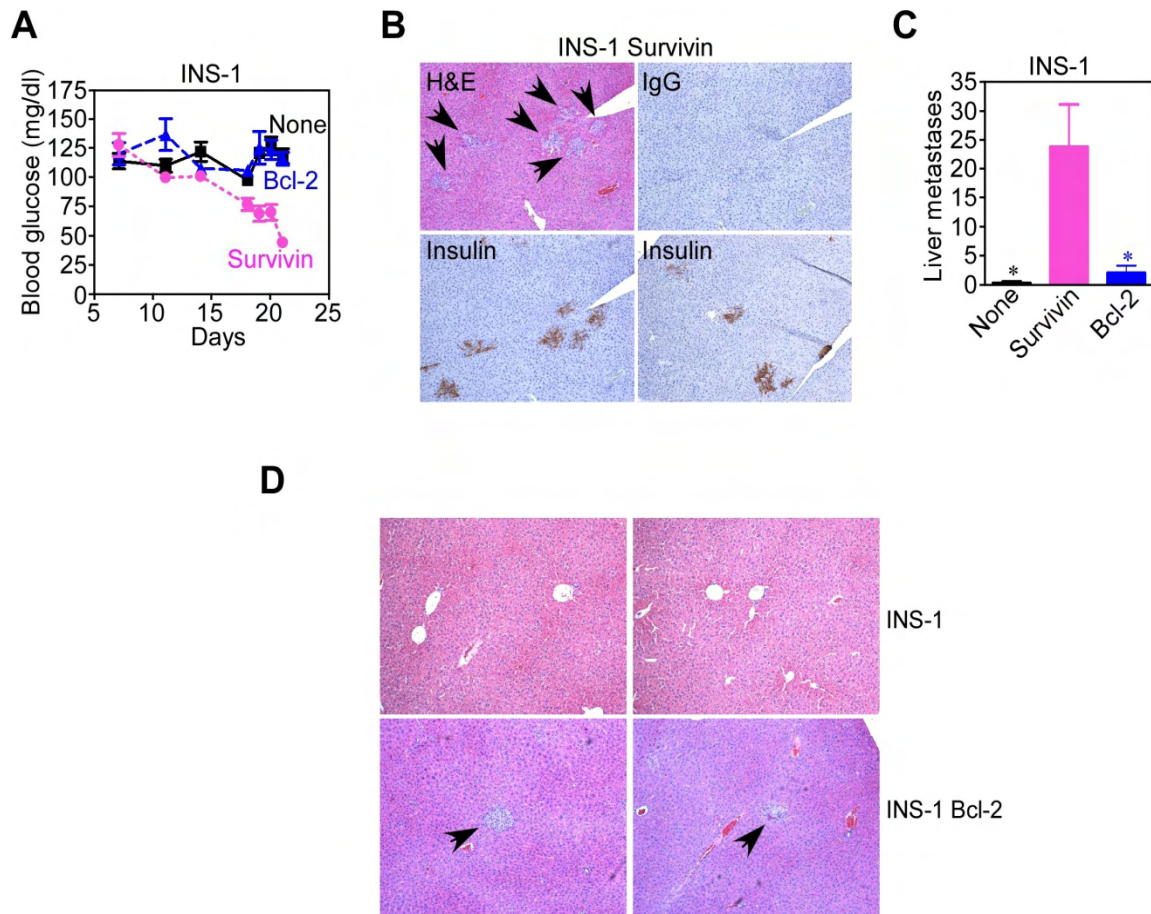 A
INS-1
Blood glucose (mg/dl)
175
150
125
100
75
50
25
0
None
Bcl-2
Survivin
5 10 15 20 25
Days
B
INS-1 Survivin
H&E
IgG
Insulin
Insulin
C
INS-1
Liver metastases
35
30
25
20
15
10
5
0
*
*
None
Survivin
Bcl-2
D
INS-1
INS-1 Bcl-2